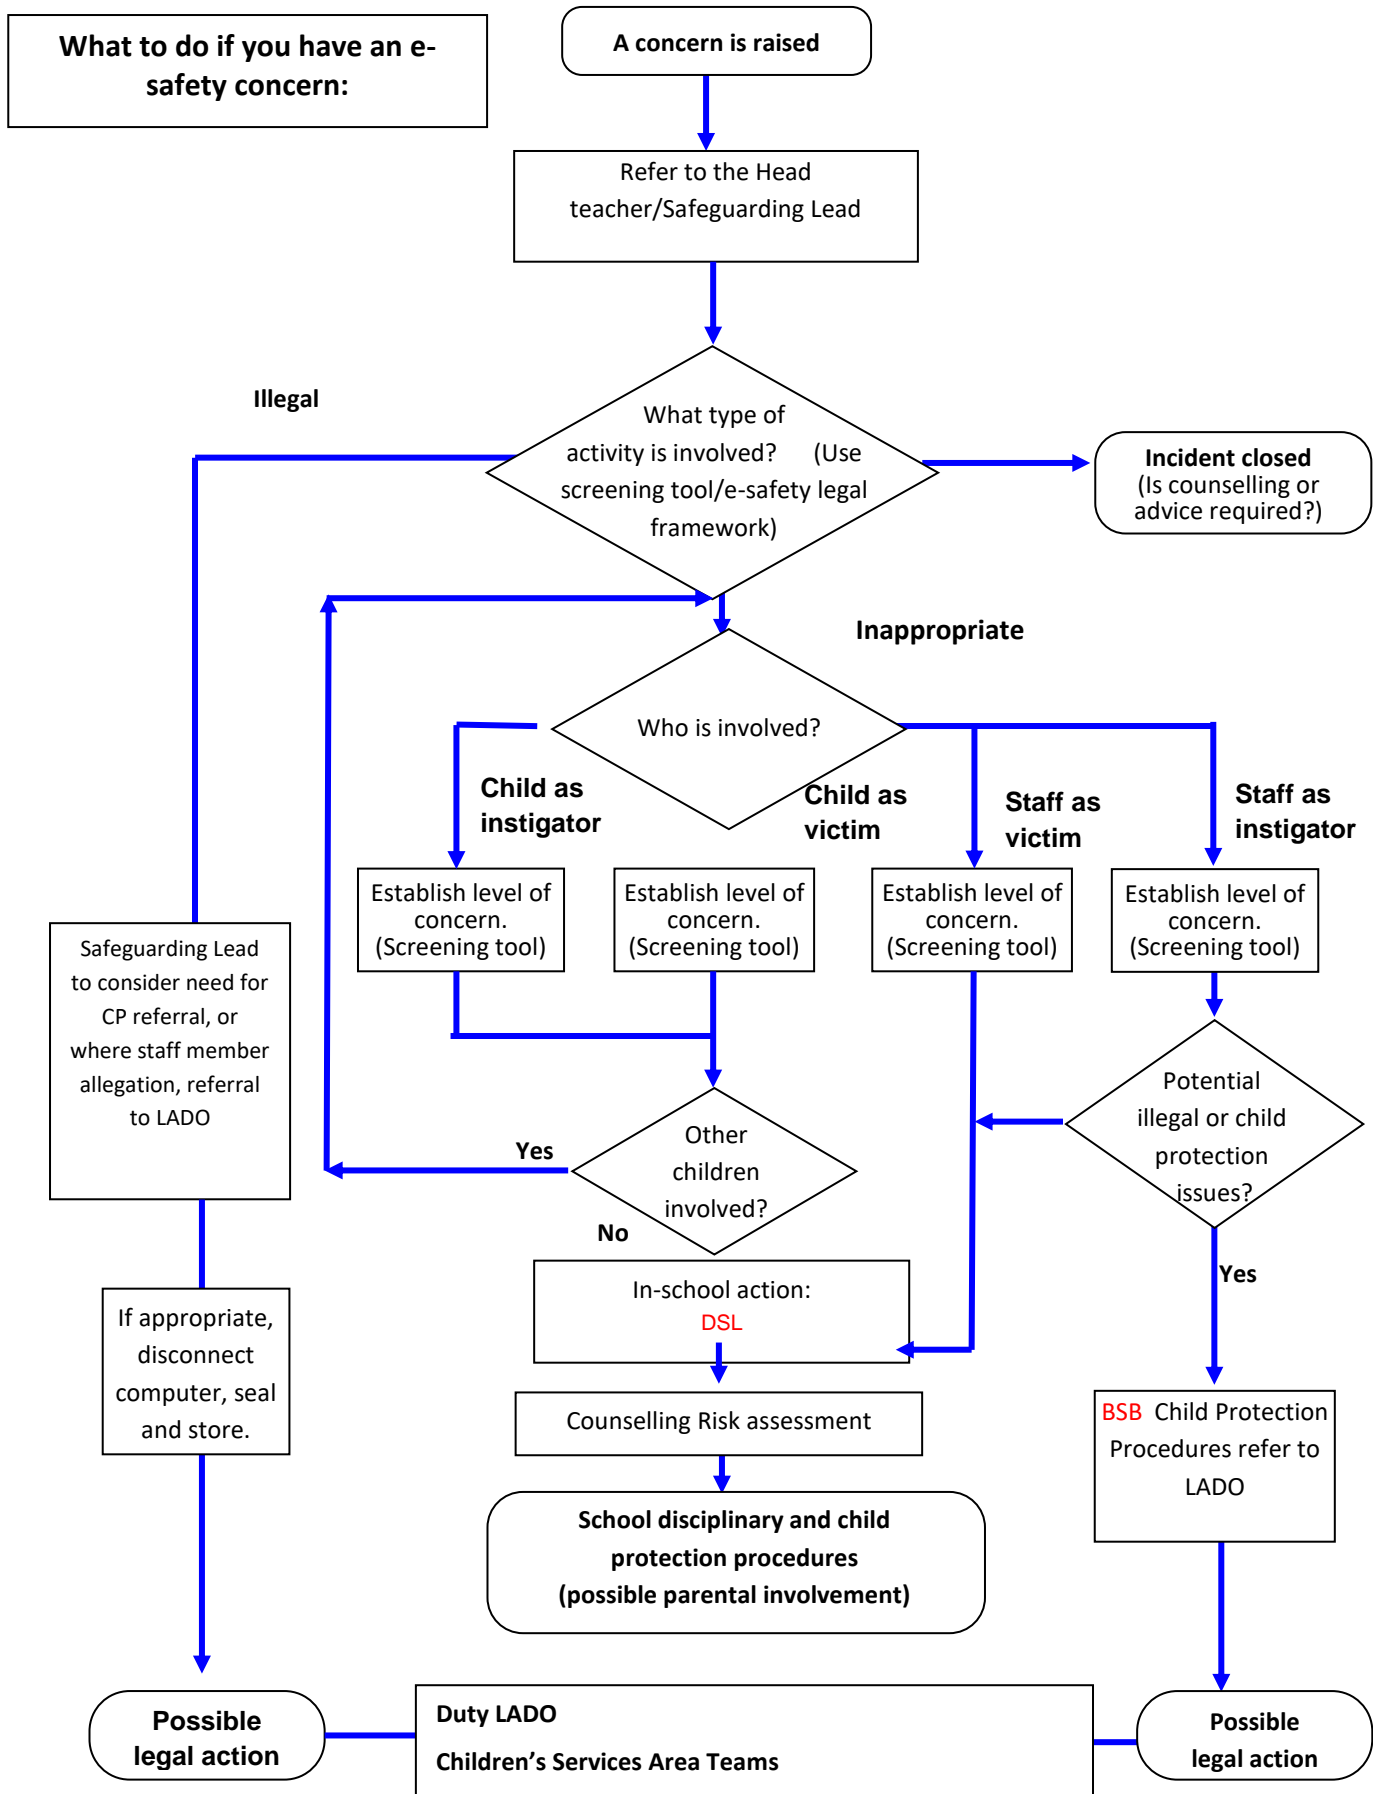 What to do if you have an e-
safety concern:
A concern is raised
Refer to the Head
teacher/Safeguarding Lead
Illegal
What type of
activity is involved? (Use
screening tool/e-safety legal
framework)
Incident closed
(Is counselling or
advice required?)
Inappropriate
Who is involved?
Child as
instigator
Child as
victim
Staff as
victim
Staff as
instigator
Establish level of
concern.
(Screening tool)
Establish level of
concern.
(Screening tool)
Establish level of
concern.
(Screening tool)
Establish level of
concern.
(Screening tool)
Safeguarding Lead
to consider need for
CP referral, or
where staff member
allegation, referral
to LADO
Potential
illegal or child
protection
issues?
Other
children
involved?
Yes
No
Yes
In-school action:
DSL
If appropriate,
disconnect
computer, seal
and store.
Counselling Risk assessment
BSB Child Protection
Procedures refer to
LADO
School disciplinary and child
protection procedures
(possible parental involvement)
Possible
legal action
Duty LADO
Children’s Services Area Teams
Possible
legal action